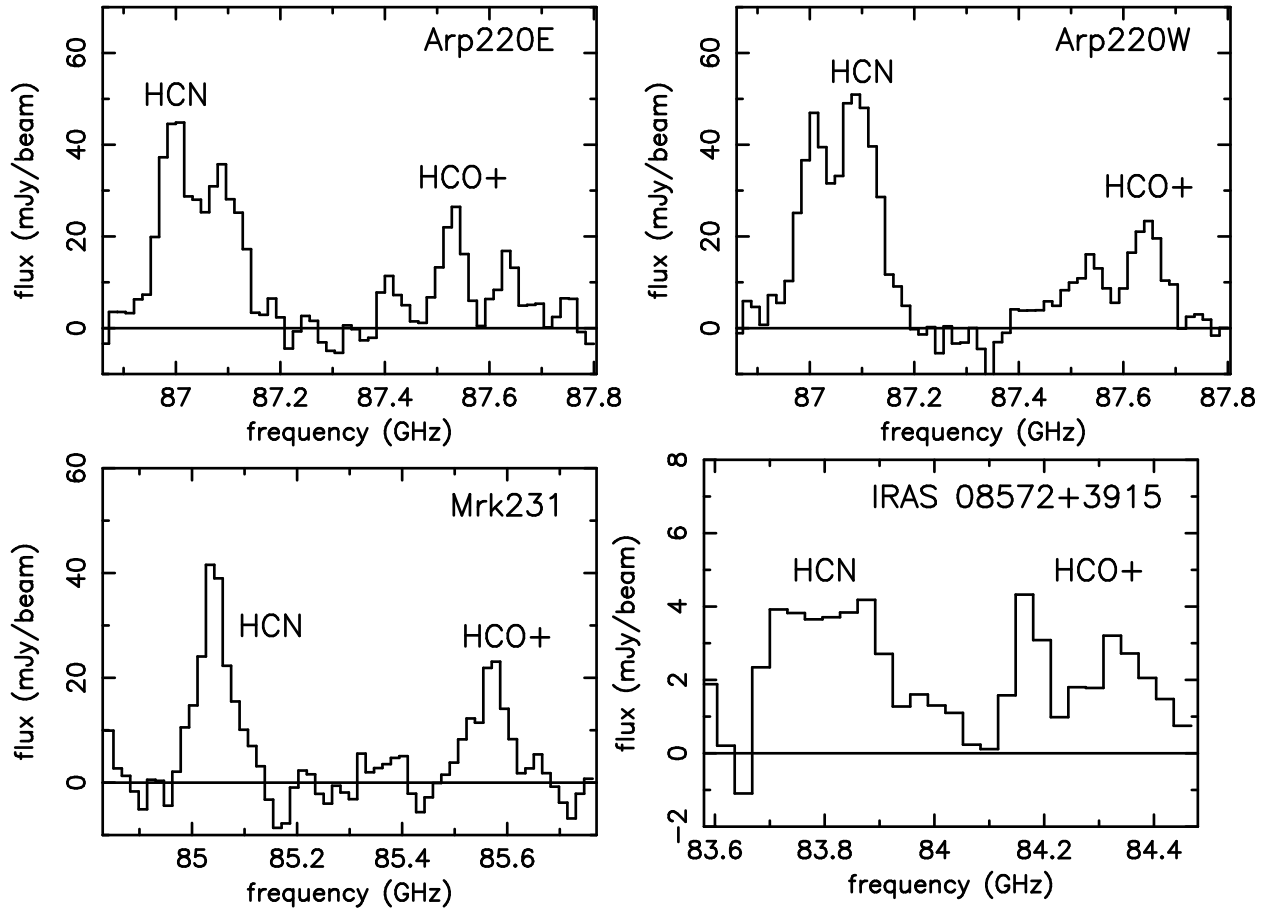 Arp220E
HCN
HCO+
flux (mJy/beam)
60
40
20
0
87
87.2
87.4
87.6
87.8
frequency (GHz)
Arp220W
HCN
HCO+
flux (mJy/beam)
60
40
20
0
87
87.2
87.4
87.6
87.8
frequency (GHz)
Mrk231
HCN
HCO+
flux (mJy/beam)
60
40
20
0
85
85.2
85.4
85.6
frequency (GHz)
IRAS 08572+3915
HCN
HCO+
flux (mJy/beam)
8
6
4
2
0
−2
83.6
83.8
84
84.2
84.4
frequency (GHz)